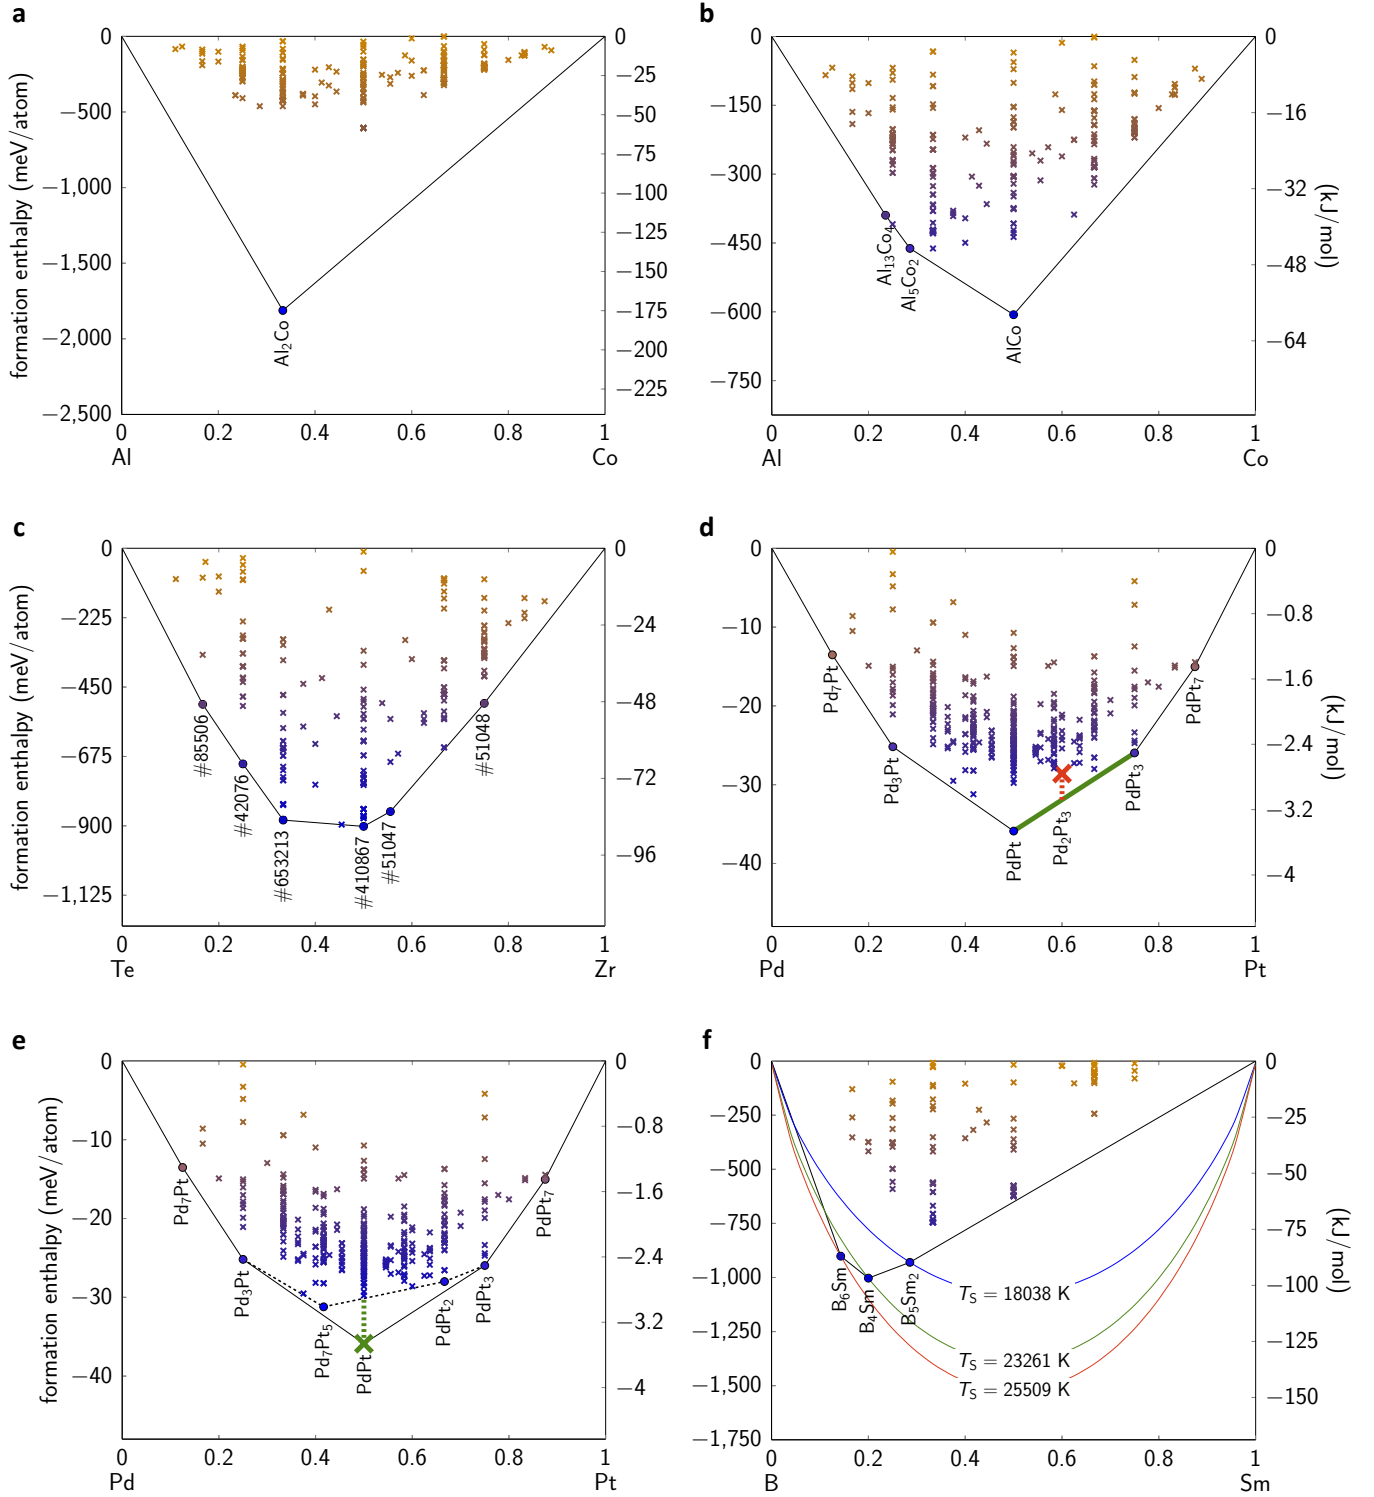 a
formation enthalpy (meV/atom)
0
−500
−1,000
−1,500
−2,000
−2,500
0
−25
−50
−75
−100
−125
−150
−175
−200
−225
Al₂Co
0 0.2 0.4 0.6 0.8 1
Al Co
b
0
−150
−300
−450
−600
−750
0
−16
−32
−48
−64
(kJ/mol)
Al₁₃Co₄
Al₅Co₂
AlCo
0 0.2 0.4 0.6 0.8 1
Al Co
c
formation enthalpy (meV/atom)
0
−225
−450
−675
−900
−1,125
0
−24
−48
−72
−96
#85506
#42076
#653213
#410867
#51047
#51048
0 0.2 0.4 0.6 0.8 1
Te Zr
d
0
−10
−20
−30
−40
0
−0.8
−1.6
−2.4
−3.2
−4
(kJ/mol)
Pd₇Pt
Pd₃Pt
PdPt
Pd₂Pt₃
PdPt₃
PdPt₇
0 0.2 0.4 0.6 0.8 1
Pd Pt
e
formation enthalpy (meV/atom)
0
−10
−20
−30
−40
0
−0.8
−1.6
−2.4
−3.2
−4
Pd₇Pt
Pd₃Pt
Pd₇Pt₅
PdPt
PdPt₂
PdPt₃
PdPt₇
0 0.2 0.4 0.6 0.8 1
Pd Pt
f
0
−250
−500
−750
−1,000
−1,250
−1,500
−1,750
0
−25
−50
−75
−100
−125
−150
(kJ/mol)
B₆Sm
B₄Sm
B₅Sm₂
T_S = 18038 K
T_S = 23261 K
T_S = 25509 K
0 0.2 0.4 0.6 0.8 1
B Sm